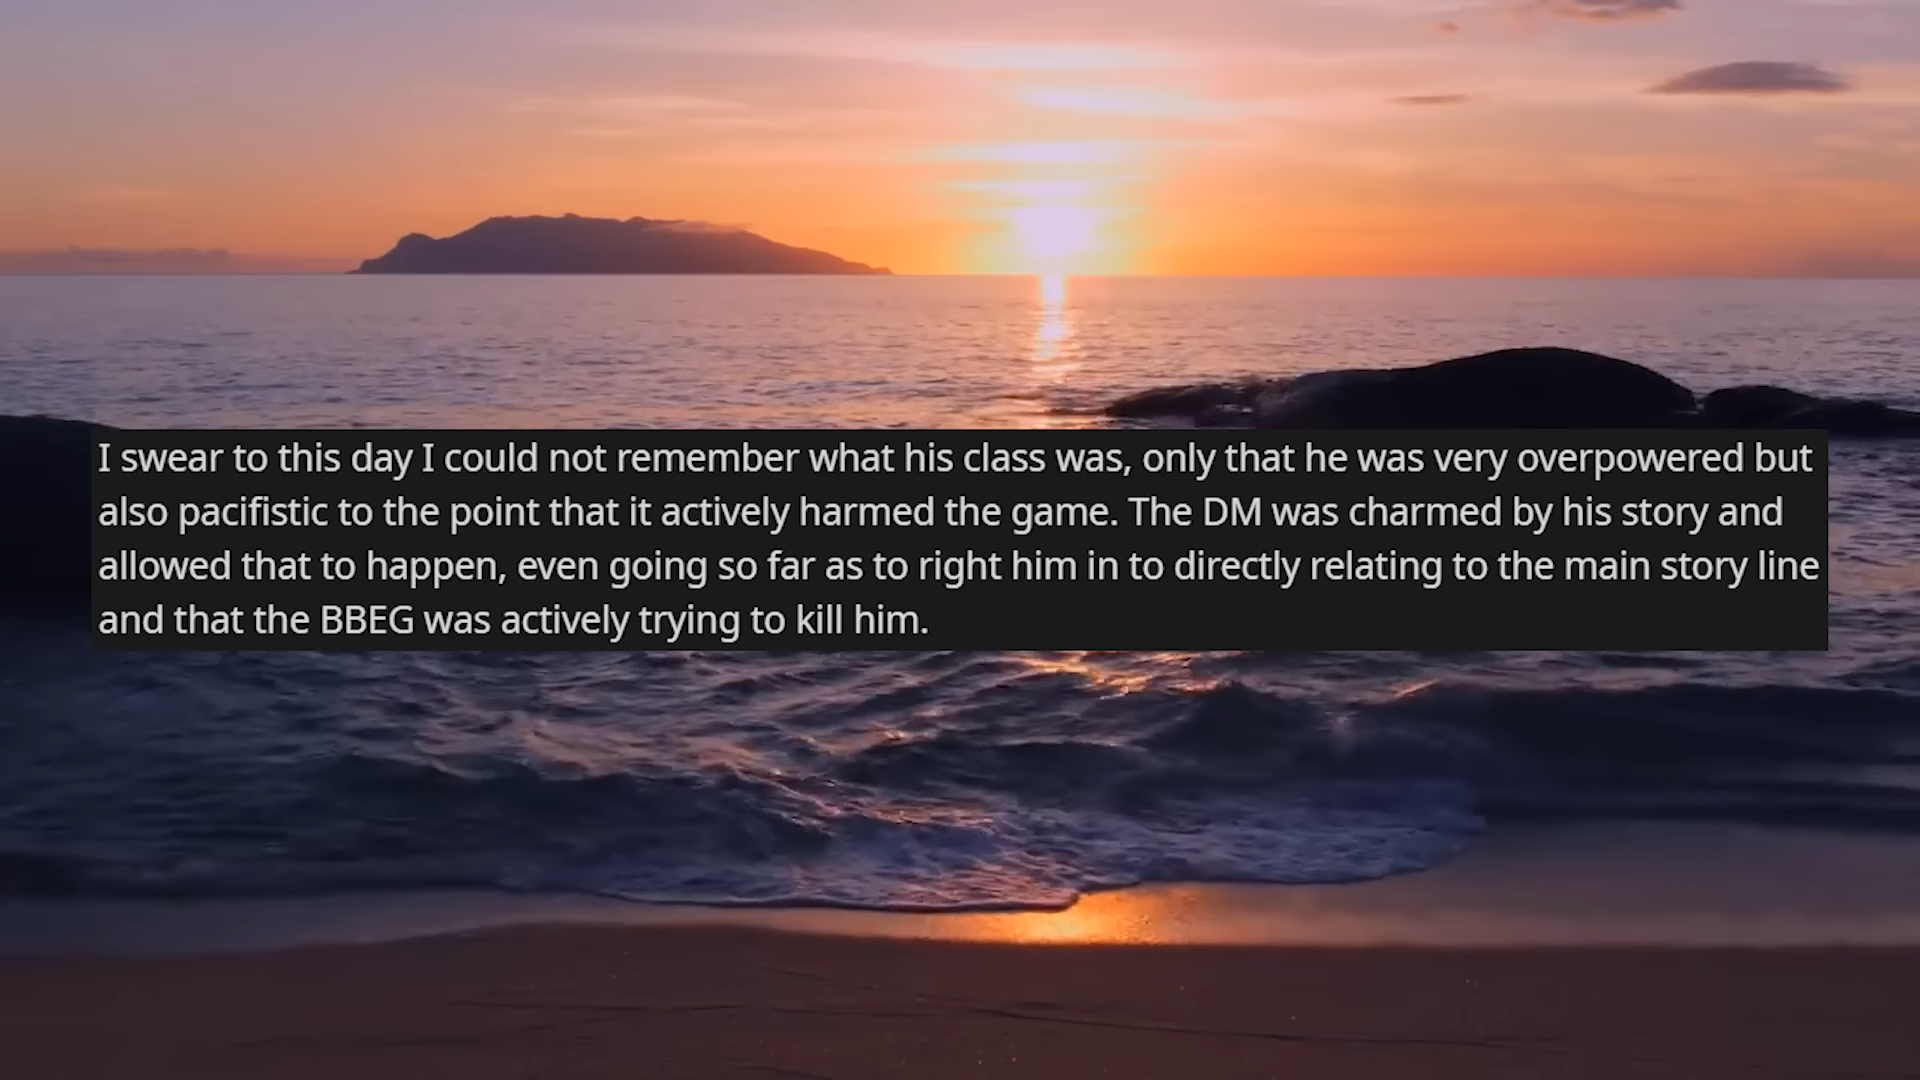 I swear to this day I could not remember what his class was, only that he was very overpowered but
also pacifistic to the point that it actively harmed the game. The DM was charmed by his story and
allowed that to happen, even going so far as to right him in to directly relating to the main story line
and that the BBEG was actively trying to kill him.